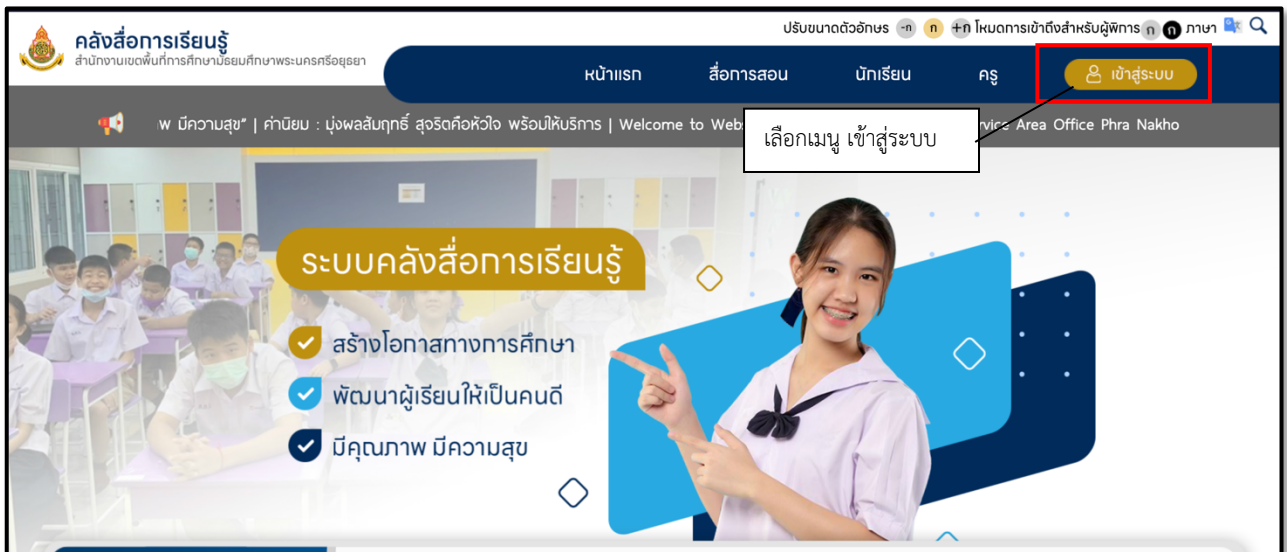 ปรับขนาดตัวอักษร -ก ก +ก โหมดการเข้าถึงสำหรับผู้พิการ ก ก ภาษา
คลังสื่อการเรียนรู้
สำนักงานเขตพื้นที่การศึกษามัธยมศึกษาพระนครศรีอยุธยา
หน้าแรก สื่อการสอน นักเรียน ครู เข้าสู่ระบบ
มีความสุข" | ค่านิยม : มุ่งผลสัมฤทธิ์ สุจริตคือหัวใจ พร้อมให้บริการ | Welcome to Area Office Phra Nakho
เลือกเมนู เข้าสู่ระบบ
ระบบคลังสื่อการเรียนรู้
สร้างโอกาสทางการศึกษา
พัฒนาผู้เรียนให้เป็นคนดี
มีคุณภาพ มีความสุข